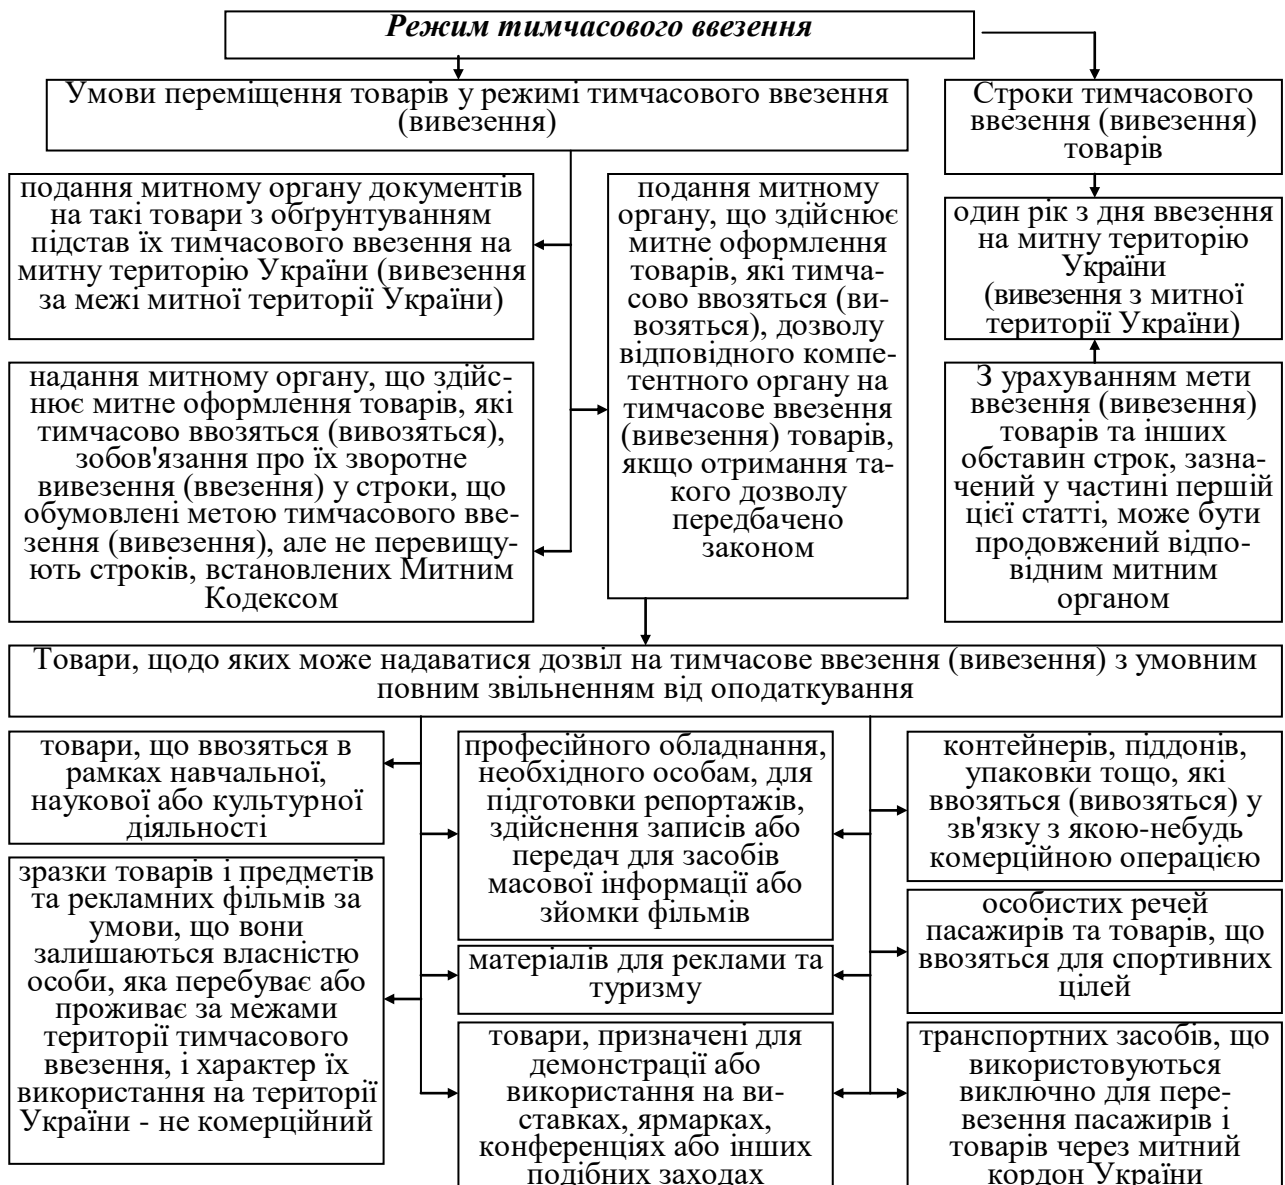 Режим тимчасового ввезення
Умови переміщення товарів у режимі тимчасового ввезення
(вивезення)
Строки тимчасового
ввезення (вивезення)
товарів
подання митному органу документів
на такі товари з обґрунтуванням
підстав їх тимчасового ввезення на
митну територію України (вивезення
за межі митної території України)
подання митному
органу, що здійснює
митне оформлення
товарів, які тимча-
сово ввозяться (ви-
возяться), дозволу
відповідного компе-
тентного органу на
тимчасове ввезення
(вивезення) товарів,
якщо отримання та-
кого дозволу
передбачено
законом
один рік з дня ввезення
на митну територію
України
(вивезення з митної
території України)
надання митному органу, що здійс-
нює митне оформлення товарів, які
тимчасово ввозяться (вивозяться),
зобов'язання про їх зворотне
вивезення (ввезення) у строки, що
обумовлені метою тимчасового вве-
зення (вивезення), але не перевищу-
ють строків, встановлених Митним
Кодексом
З урахуванням мети
ввезення (вивезення)
товарів та інших
обставин строк, зазна-
чений у частині першій
цієї статті, може бути
продовжений відпо-
відним митним
органом
Товари, щодо яких може надаватися дозвіл на тимчасове ввезення (вивезення) з умовним
повним звільненням від оподаткування
товари, що ввозяться в
рамках навчальної,
наукової або культурної
діяльності
професійного обладнання,
необхідного особам, для
підготовки репортажів,
здійснення записів або
передач для засобів
масової інформації або
зйомки фільмів
контейнерів, піддонів,
упаковки тощо, які
ввозяться (вивозяться) у
зв'язку з якою-небудь
комерційною операцією
зразки товарів і предметів
та рекламних фільмів за
умови, що вони
залишаються власністю
особи, яка перебуває або
проживає за межами
території тимчасового
ввезення, і характер їх
використання на території
України - не комерційний
матеріалів для реклами та
туризму
особистих речей
пасажирів та товарів, що
ввозяться для спортивних
цілей
товари, призначені для
демонстрації або
використання на ви-
ставках, ярмарках,
конференціях або інших
подібних заходах
транспортних засобів, що
використовуються
виключно для пере-
везення пасажирів і
товарів через митний
кордон України